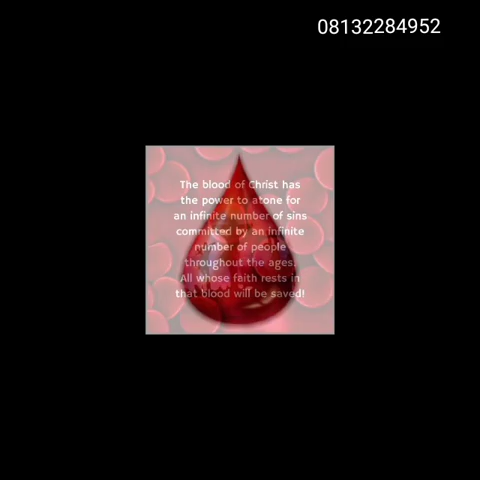 08132284952
The blood of Christ has
the power to atone for
an infinite number of sins
committed by an infinite
number of people
throughout the ages.
All whose faith rests in
that blood will be saved!